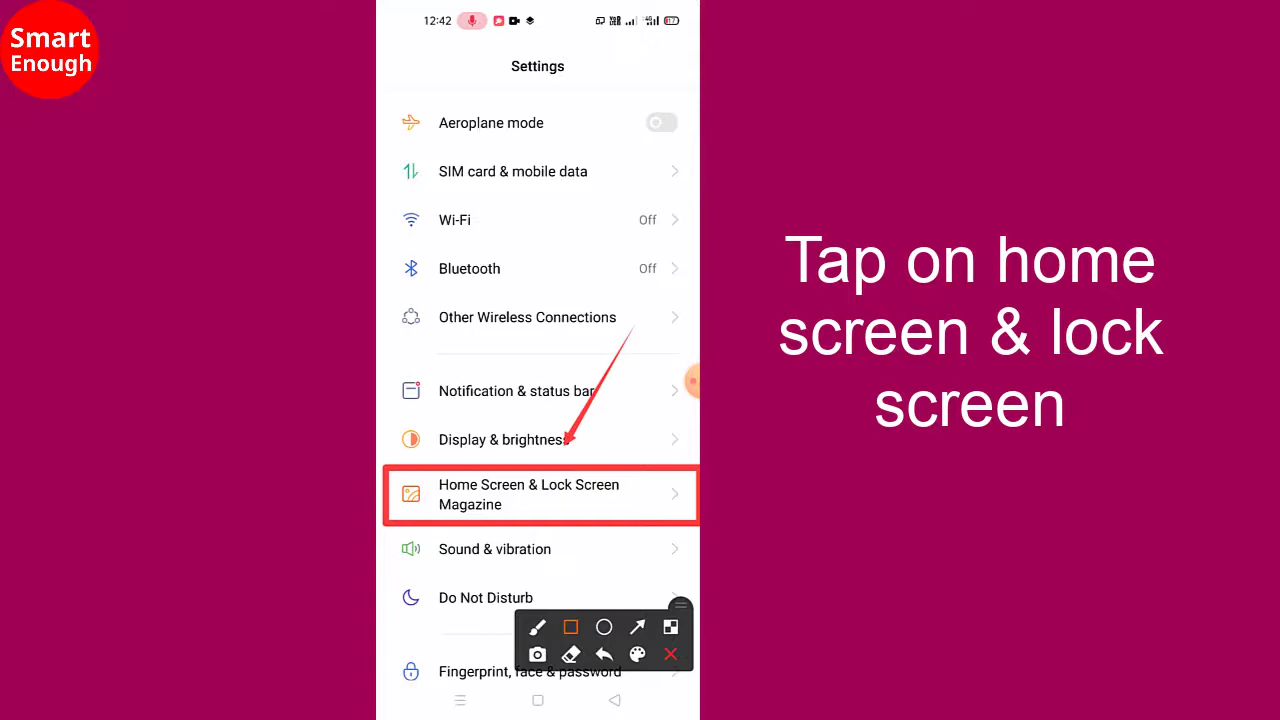 Smart
Enough
12:42
Settings
Aeroplane mode
SIM card & mobile data
Wi-Fi
Off
Bluetooth
Off
Other Wireless Connections
Notification & status bar
Display & brightness
Home Screen & Lock Screen
Magazine
Sound & vibration
Do Not Disturb
Fingerprint, face & password
Tap on home
screen & lock
screen